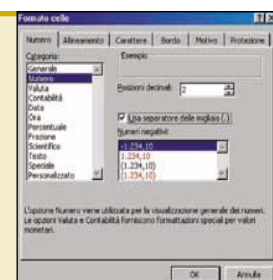 Formato celle
Numero Allineamento Carattere Bordo Motivo Protezione
Categoria:
Generale
Numero
Valuta
Contabilità
Data
Ora
Percentuale
Frazione
Scientifico
Testo
Speciale
Personalizzato
Esempio
Posizioni decimali: 2
Usa separatore delle migliaia (.)
Numeri negativi:
-1.234,10
1.234,10
(1.234,10)
(1.234,10)
L'opzione Numero viene utilizzata per la visualizzazione generale dei numeri.
Le opzioni Valuta e Contabilità forniscono formattazioni speciali per valori
monetari.
OK Annulla